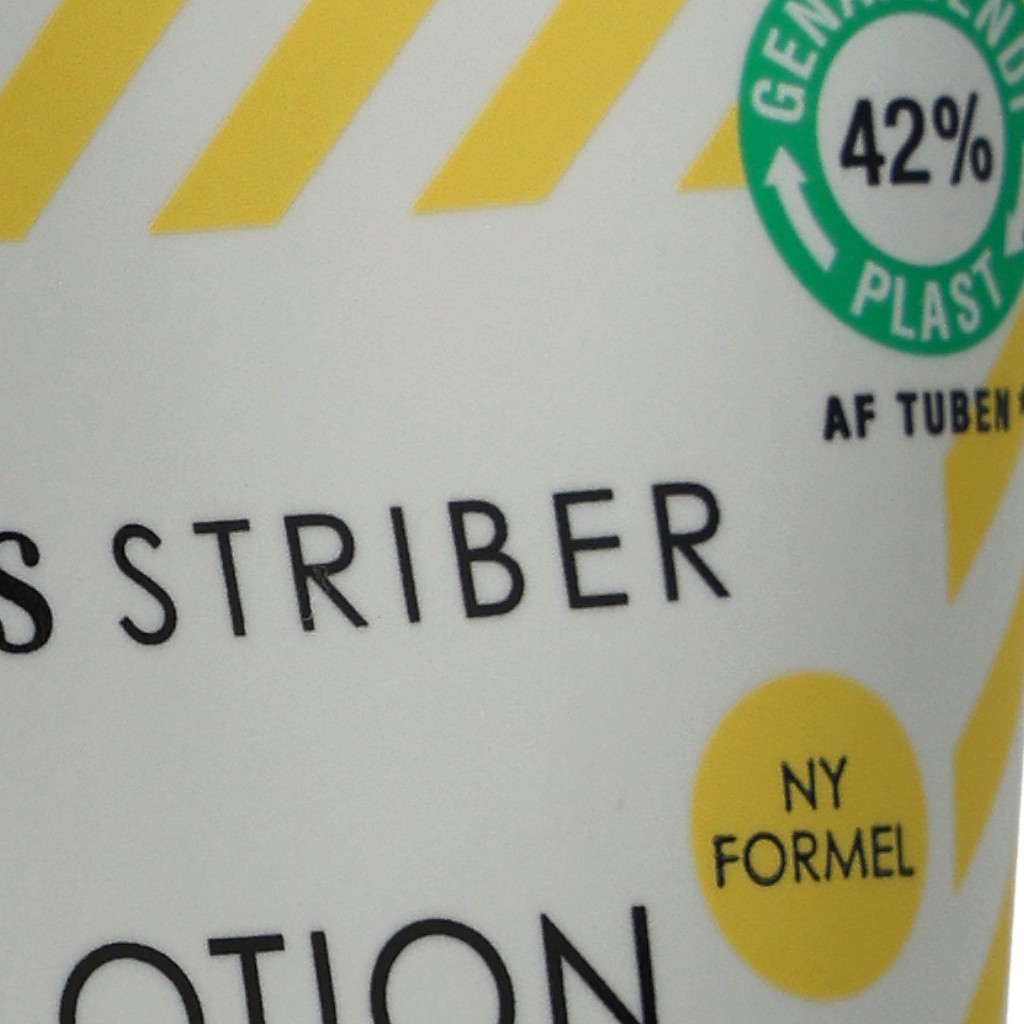 42%
PLAST
AF TUBEN*
S STRIBER
NY
FORMEL
OTION